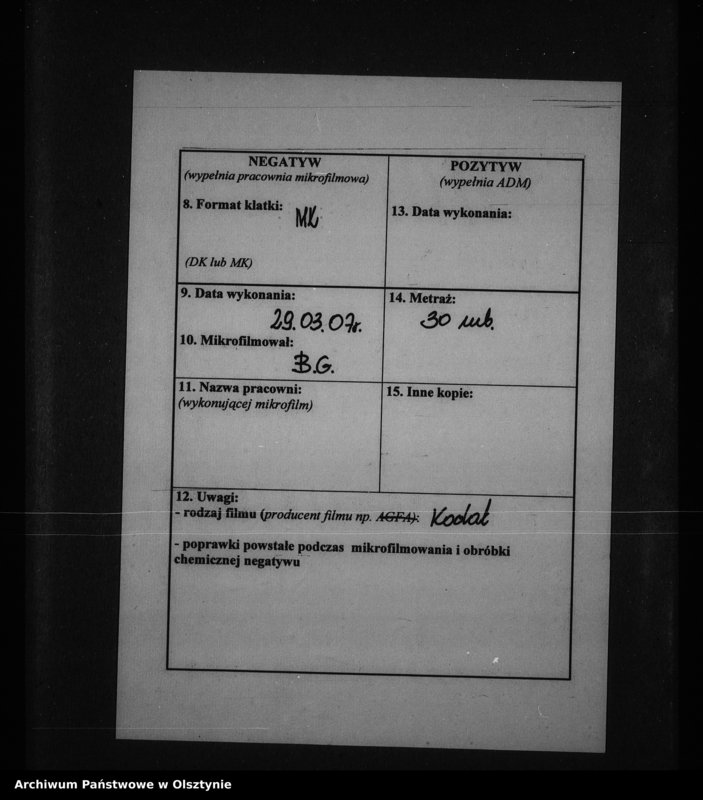 NEGATYW
(wypełnia pracownia mikrofilmowa)
8. Format klatki:
MK
(DK lub MK)
9. Data wykonania:
29.03.07r.
10. Mikrofilmował:
B.G.
11. Nazwa pracowni:
(wykonującej mikrofilm)
POZYTYW
(wypełnia ADM)
13. Data wykonania:
14. Metraż:
30 mb.
15. Inne kopie:
12. Uwagi:
- rodzaj filmu (producent filmu np. AGFA): Kodak
- poprawki powstałe podczas mikrofilmowania i obróbki
chemicznej negatywu
Archiwum Państwowe w Olsztynie